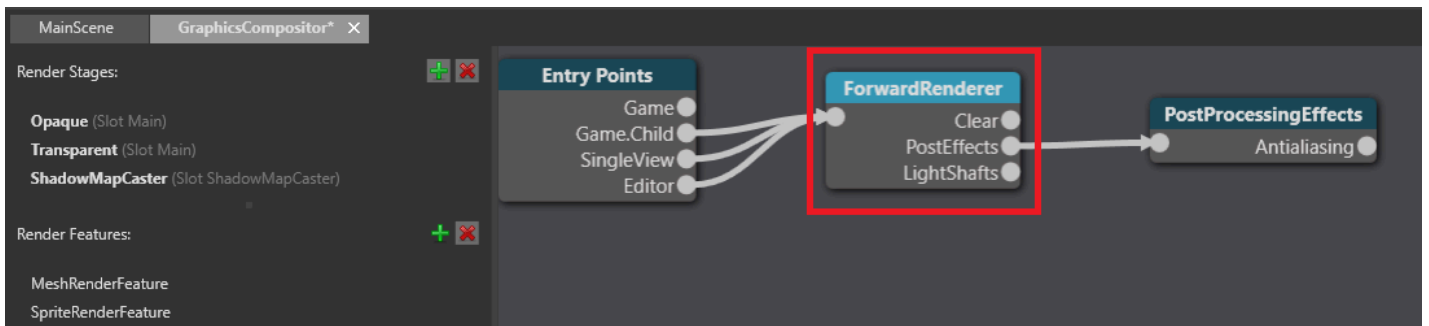 MainScene
GraphicsCompositor*
Render Stages:
Opaque (Slot Main)
Transparent (Slot Main)
ShadowMapCaster (Slot ShadowMapCaster)
Render Features:
MeshRenderFeature
SpriteRenderFeature
Entry Points
Game
Game.Child
SingleView
Editor
ForwardRenderer
Clear
PostEffects
LightShafts
PostProcessingEffects
Antialiasing